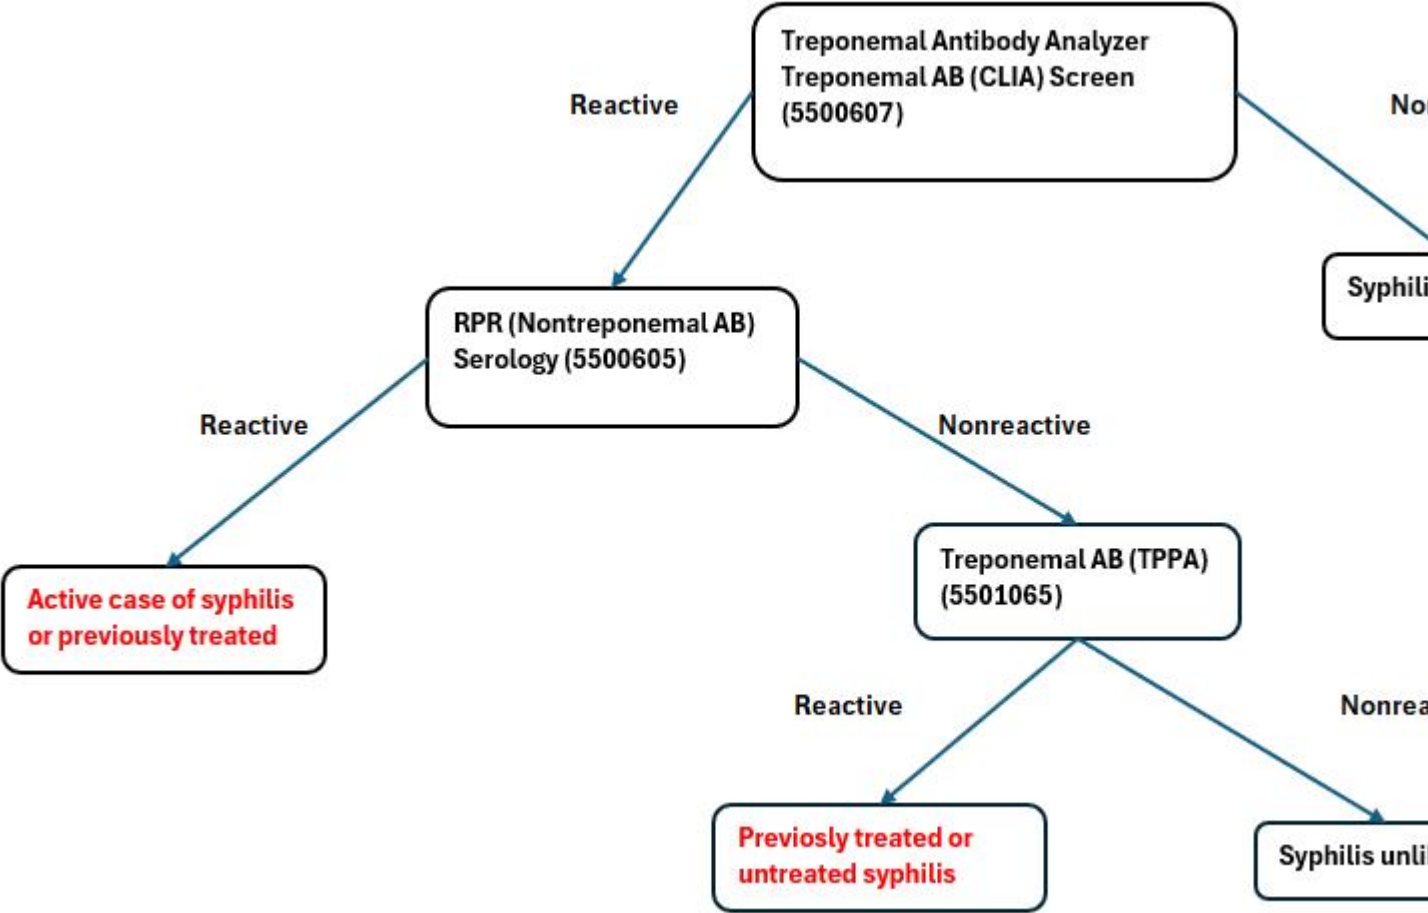 Treponemal Antibody Analyzer
Treponemal AB (CLIA) Screen
(5500607)
Reactive
RPR (Nontreponemal AB)
Serology (5500605)
Reactive
Nonreactive
Active case of syphilis
or previously treated
Treponemal AB (TPPA)
(5501065)
Reactive
Previosly treated or
untreated syphilis
Syphilis